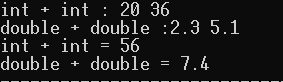 int + int : 20 36
double + double :2.3 5.1
int + int = 56
double + double = 7.4
--------------------------------